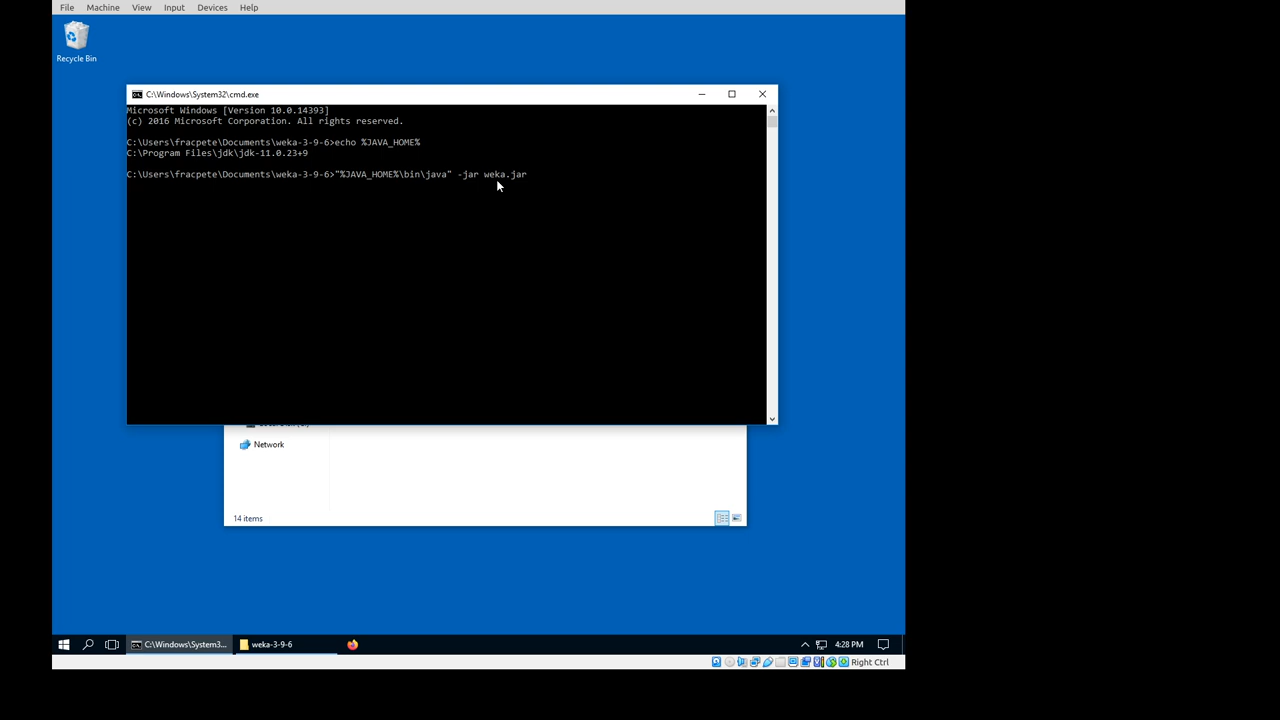 File Machine View Input Devices Help
Recycle Bin
C:\Windows\System32\cmd.exe
Microsoft Windows [Version 10.0.14393]
(c) 2016 Microsoft Corporation. All rights reserved.
C:\Users\fracpete\Documents\weka-3-9-6>echo %JAVA_HOME%
C:\Program Files\jdk\jdk-11.0.23+9
C:\Users\fracpete\Documents\weka-3-9-6>"%JAVA_HOME%\bin\java" -jar weka.jar
Network
14 items
C:\Windows\System3... weka-3-9-6 4:28 PM
Right Ctrl